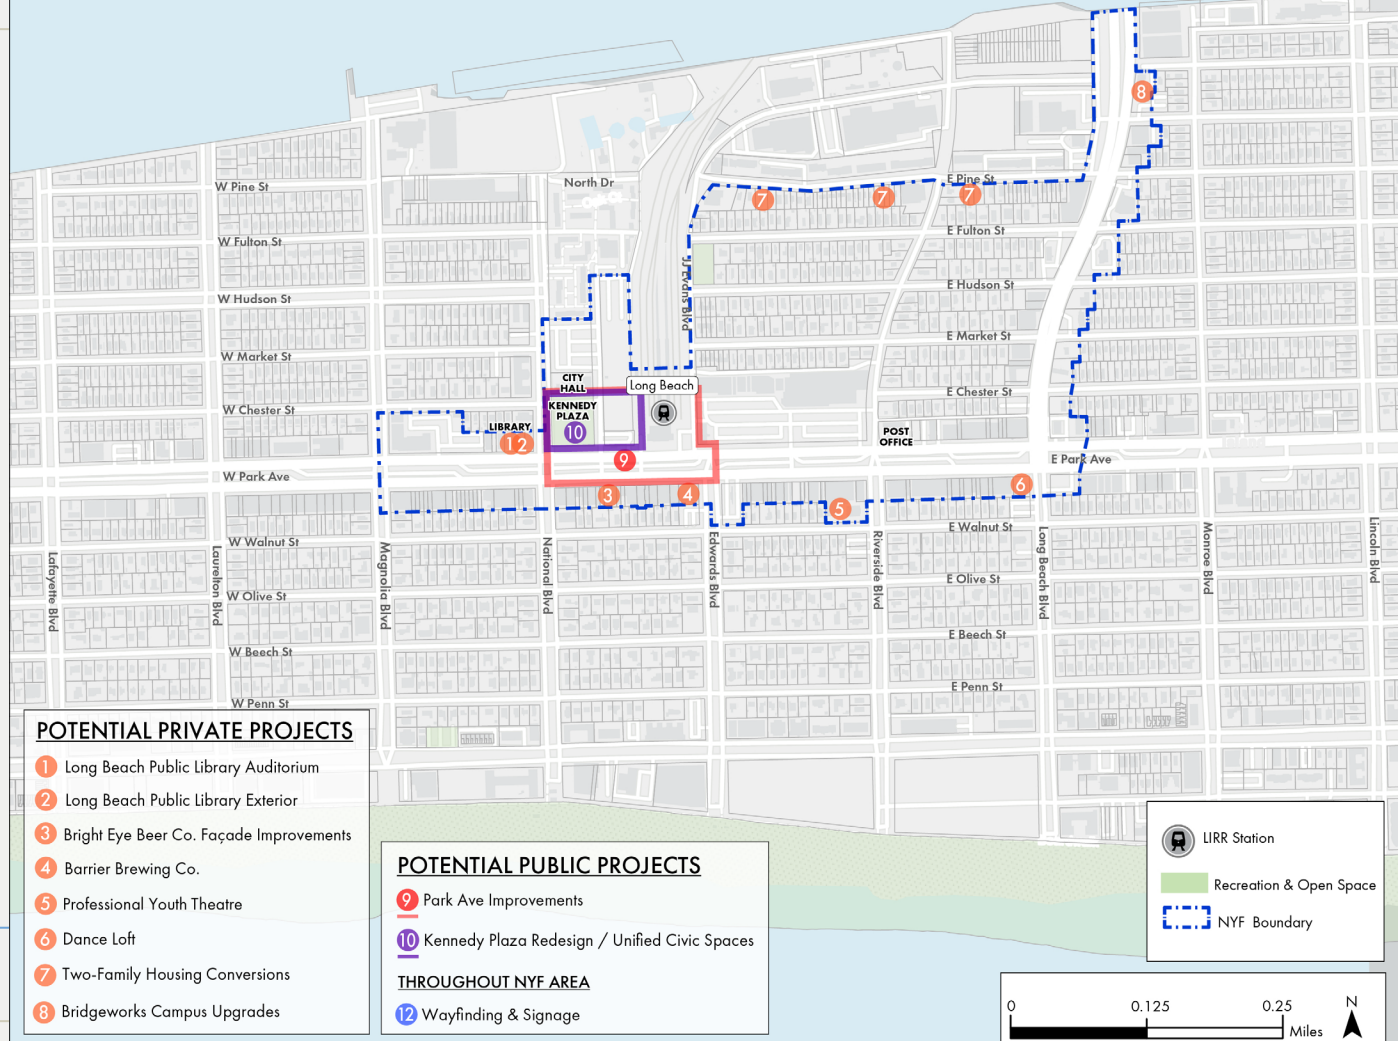 8
North Dr
W Pine St
E Pine St
7
7
7
W Fulton St
E Fulton St
JJ Evans Blvd
W Hudson St
E Hudson St
W Market St
E Market St
CITY
HALL
Long Beach
E Chester St
W Chester St
KENNEDY
PLAZA
LIBRARY
10
POST
OFFICE
1 2
9
E Park Ave
W Park Ave
3
4
5
6
E Walnut St
W Walnut St
Lafayette Blvd
Laurelton Blvd
Magnolia Blvd
National Blvd
Edwards Blvd
Riverside Blvd
Long Beach Blvd
Monroe Blvd
Lincoln Blvd
E Olive St
W Olive St
E Beech St
W Beech St
E Penn St
W Penn St
POTENTIAL PRIVATE PROJECTS
1 Long Beach Public Library Auditorium
2 Long Beach Public Library Exterior
3 Bright Eye Beer Co. Façade Improvements
4 Barrier Brewing Co.
5 Professional Youth Theatre
6 Dance Loft
7 Two-Family Housing Conversions
8 Bridgeworks Campus Upgrades
POTENTIAL PUBLIC PROJECTS
9 Park Ave Improvements
10 Kennedy Plaza Redesign / Unified Civic Spaces
THROUGHOUT NYF AREA
12 Wayfinding & Signage
LIRR Station
Recreation & Open Space
NYF Boundary
0 0.125 0.25
Miles
N